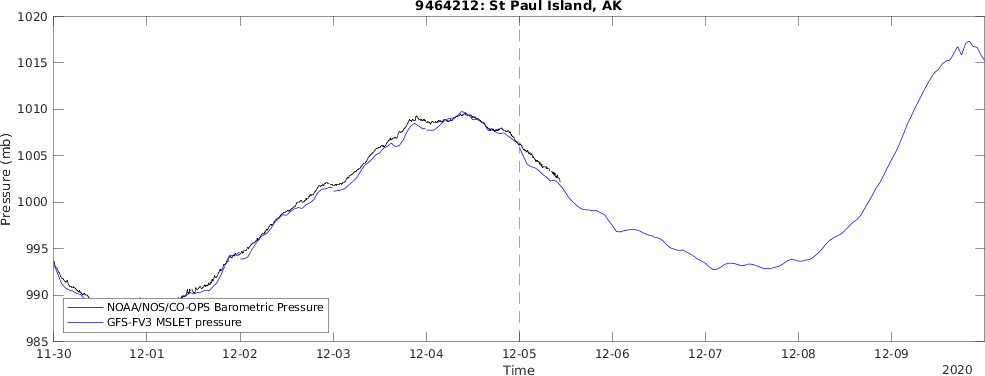 9464212: St Paul Island, AK
1020
1015
1010
1005
1000
995
990
985
Pressure (mb)
NOAA/NOS/CO-OPS Barometric Pressure
GFS-FV3 MSLET pressure
11-30 12-01 12-02 12-03 12-04 12-05 12-06 12-07 12-08 12-09
Time
2020